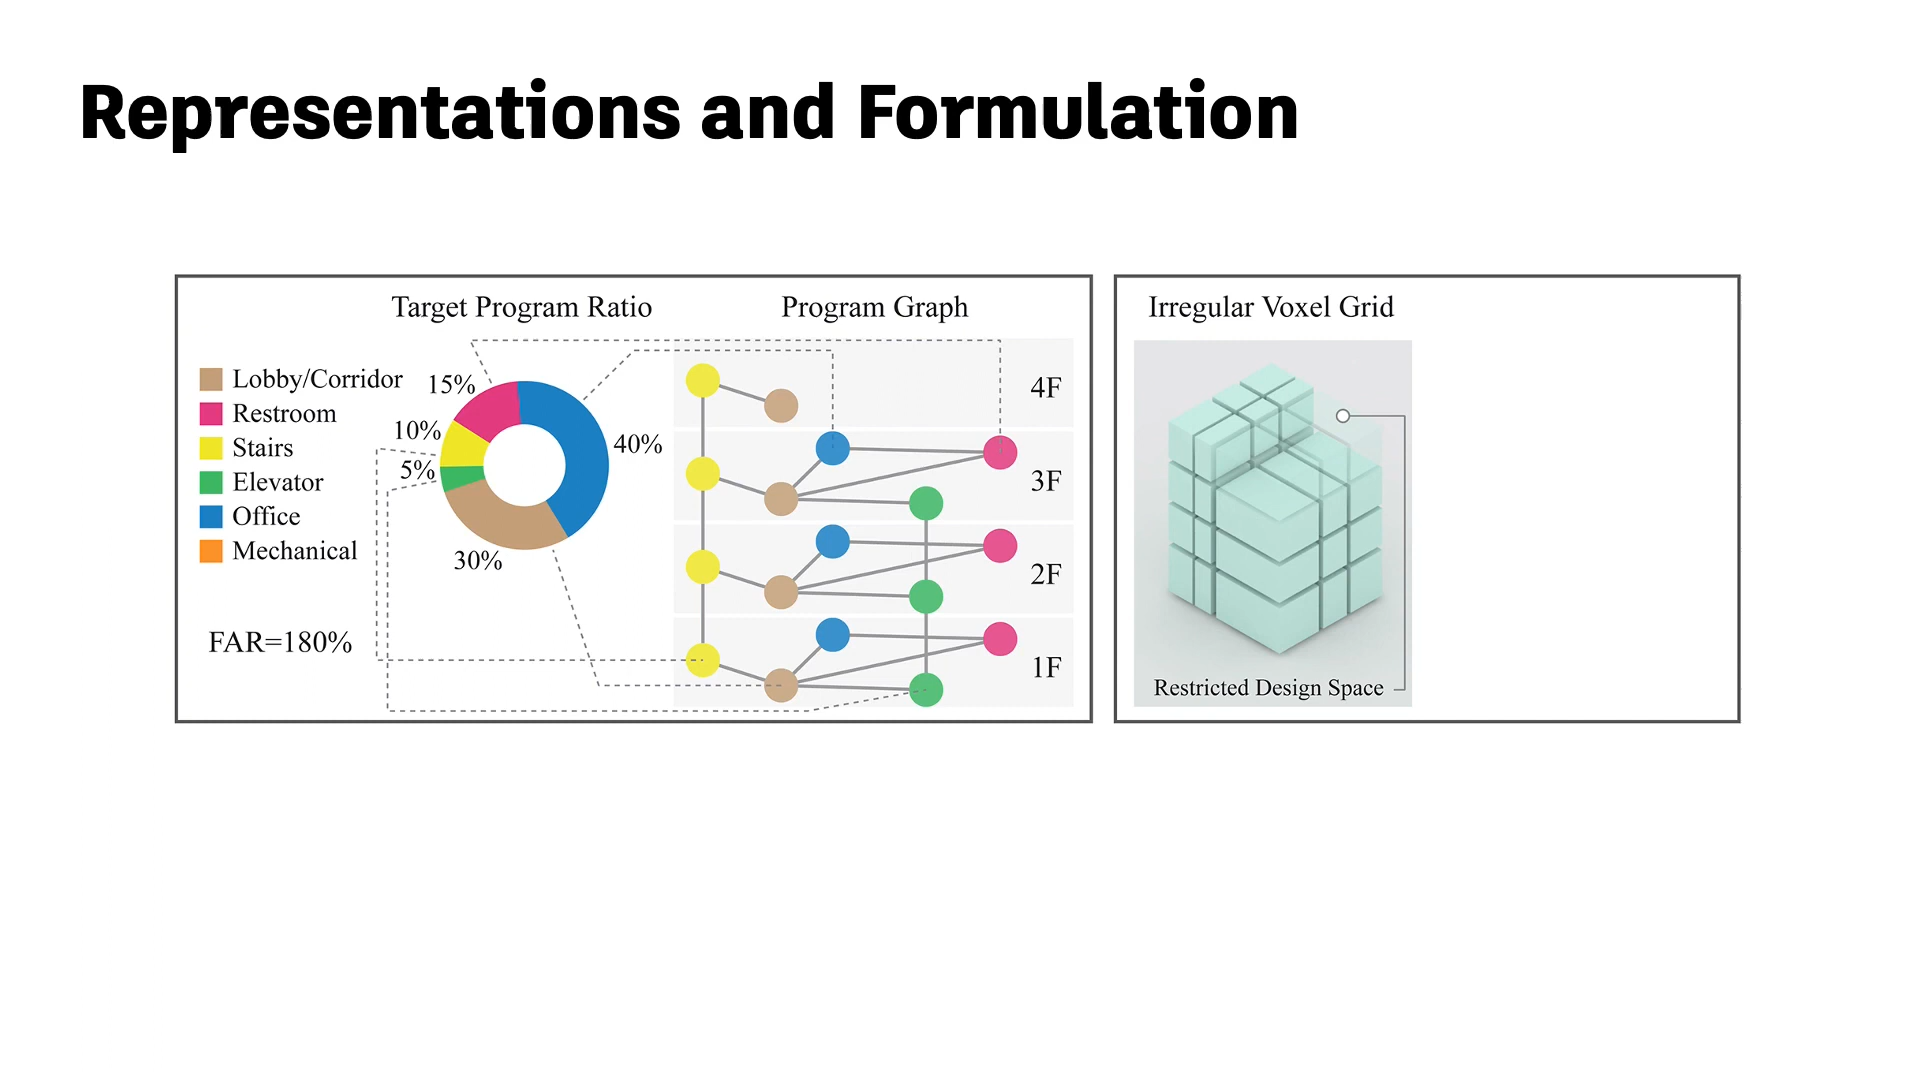 Representations and Formulation
Target Program Ratio
Program Graph
Lobby/Corridor
Restroom
Stairs
Elevator
Office
Mechanical
15%
10%
5%
40%
30%
FAR=180%
4F
3F
2F
1F
Irregular Voxel Grid
Restricted Design Space